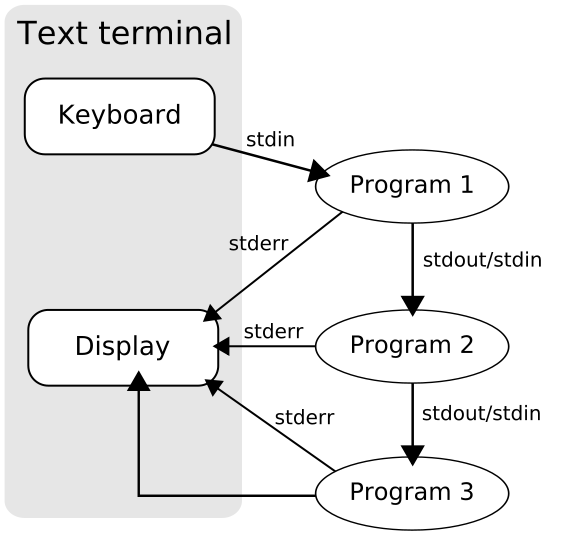 Text terminal
Keyboard
stdin
Program 1
stderr
stdout/stdin
Display
stderr
Program 2
stderr
stdout/stdin
Program 3